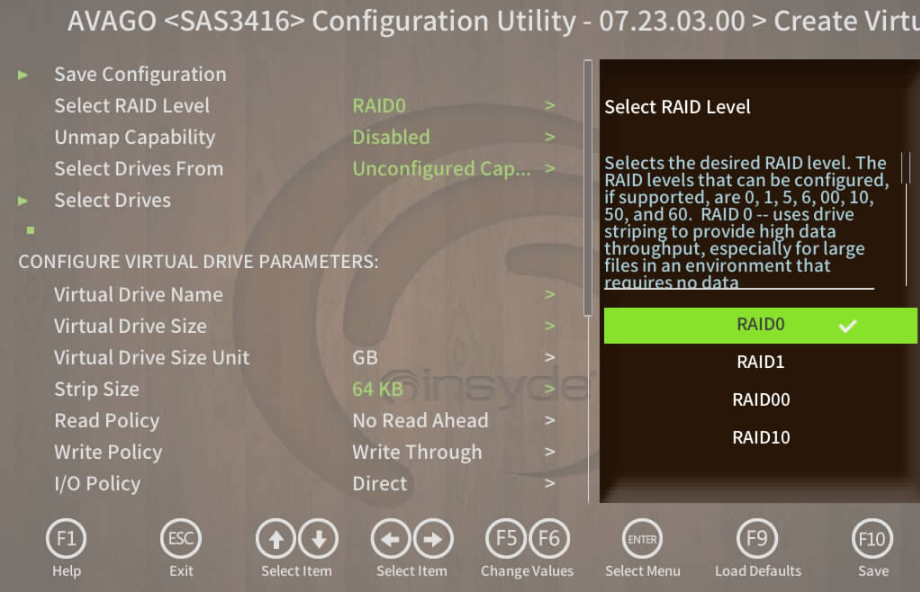 AVAGO <SAS3416> Configuration Utility - 07.23.03.00 > Create Virtu
Save Configuration
Select RAID Level RAID0 >
Unmap Capability Disabled >
Select Drives From Unconfigured Cap... >
Select Drives
CONFIGURE VIRTUAL DRIVE PARAMETERS:
Virtual Drive Name >
Virtual Drive Size >
Virtual Drive Size Unit GB >
Strip Size 64 KB >
Read Policy No Read Ahead >
Write Policy Write Through >
I/O Policy Direct >
insyde
Select RAID Level
Selects the desired RAID level. The
RAID levels that can be configured,
if supported, are 0, 1, 5, 6, 00, 10,
50, and 60. RAID 0 -- uses drive
striping to provide high data
throughput, especially for large
files in an environment that
requires no data
RAID0
RAID1
RAID00
RAID10
F1 ESC F5 F6 ENTER F9 F10
Help Exit Select Item Select Item Change Values Select Menu Load Defaults Save